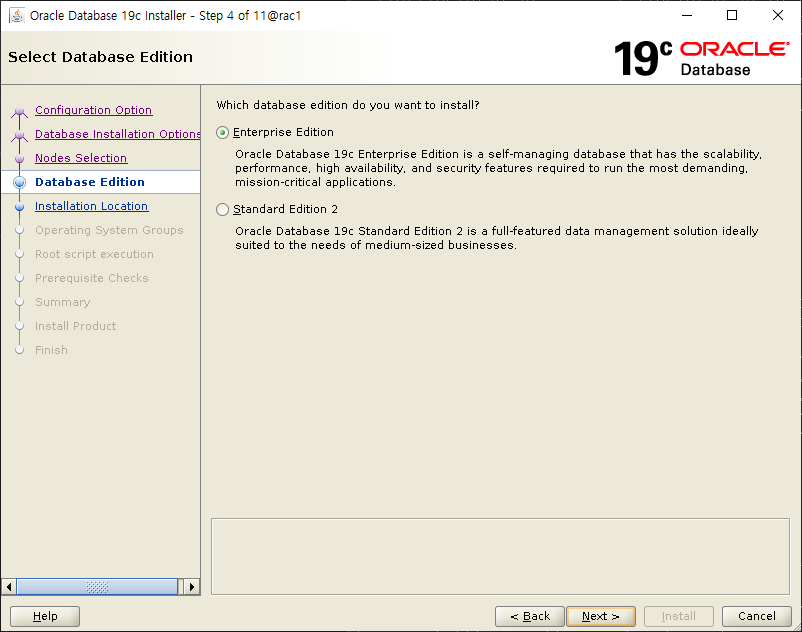 Oracle Database 19c Installer - Step 4 of 11@rac1
Select Database Edition
19c ORACLE
Database
Configuration Option
Database Installation Options
Nodes Selection
Database Edition
Installation Location
Operating System Groups
Root script execution
Prerequisite Checks
Summary
Install Product
Finish
Which database edition do you want to install?
Enterprise Edition
Oracle Database 19c Enterprise Edition is a self-managing database that has the scalability,
performance, high availability, and security features required to run the most demanding,
mission-critical applications.
Standard Edition 2
Oracle Database 19c Standard Edition 2 is a full-featured data management solution ideally
suited to the needs of medium-sized businesses.
Help
< Back
Next >
Install
Cancel